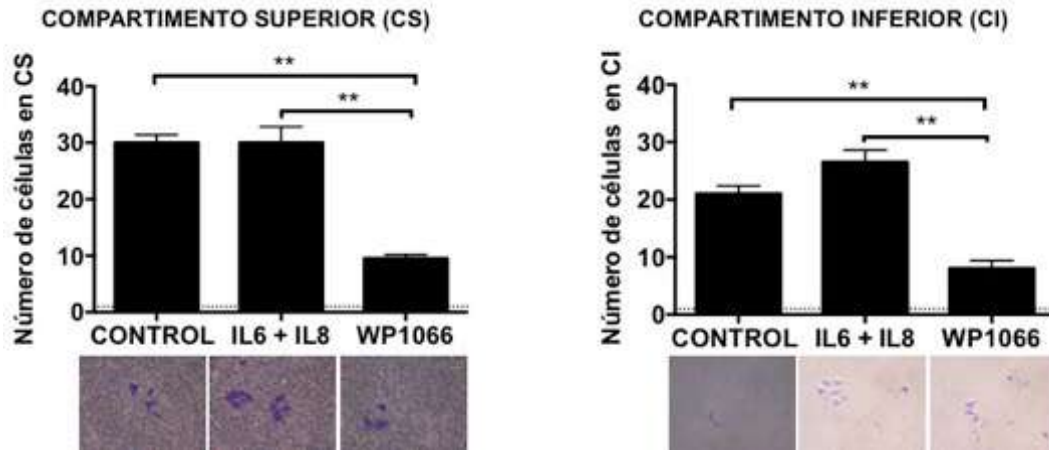 COMPARTIMENTO SUPERIOR (CS)
Número de células en CS
40
30
20
10
0
**
**
CONTROL IL6 + IL8 WP1066
COMPARTIMENTO INFERIOR (CI)
Número de células en CI
40
30
20
10
0
**
**
CONTROL IL6 + IL8 WP1066